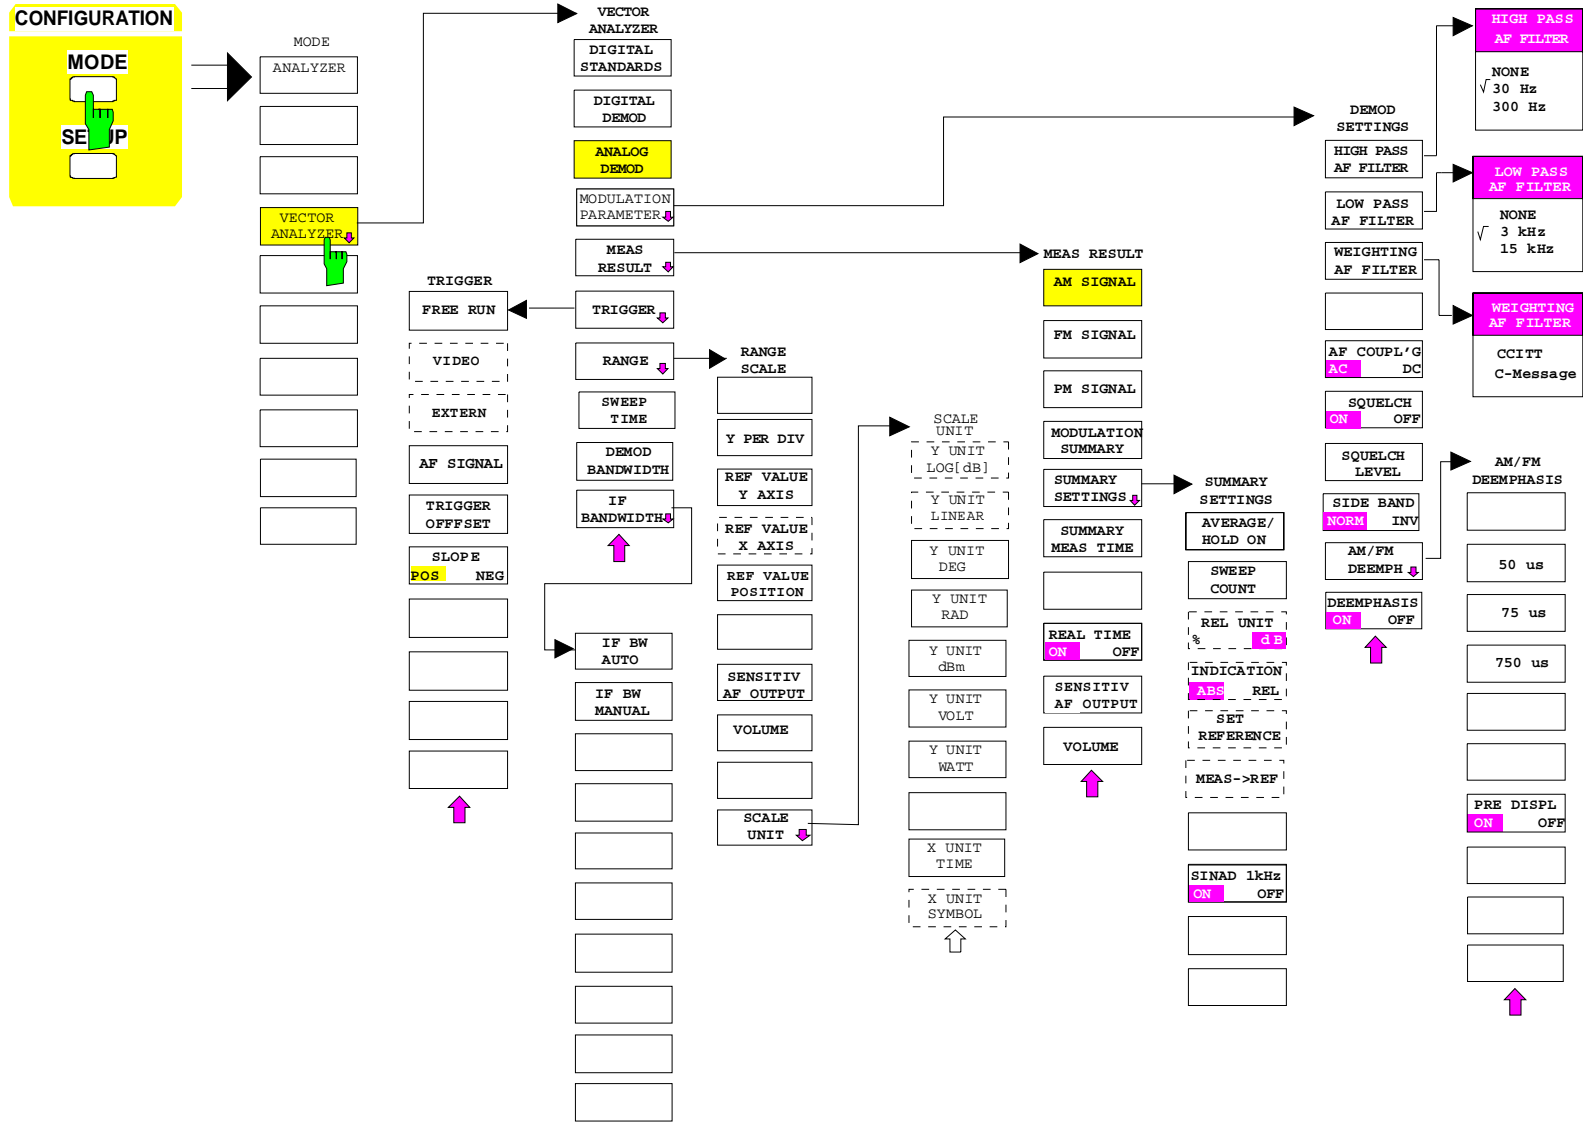 CONFIGURATION
MODE
SE UP
MODE
ANALYZER
VECTOR
ANALYZER
TRIGGER
FREE RUN
VIDEO
EXTERN
AF SIGNAL
TRIGGER
OFFFSET
SLOPE
POS NEG
VECTOR
ANALYZER
DIGITAL
STANDARDS
DIGITAL
DEMOD
ANALOG
DEMOD
MODULATION
PARAMETER
MEAS
RESULT
TRIGGER
RANGE
SWEEP
TIME
DEMOD
BANDWIDTH
IF
BANDWIDTH
IF BW
AUTO
IF BW
MANUAL
RANGE
SCALE
Y PER DIV
REF VALUE
Y AXIS
REF VALUE
X AXIS
REF VALUE
POSITION
SENSITIV
AF OUTPUT
VOLUME
SCALE
UNIT
SCALE
UNIT
Y UNIT
LOG[dB]
Y UNIT
LINEAR
Y UNIT
DEG
Y UNIT
RAD
Y UNIT
dBm
Y UNIT
VOLT
Y UNIT
WATT
X UNIT
TIME
X UNIT
SYMBOL
MEAS RESULT
AM SIGNAL
FM SIGNAL
PM SIGNAL
MODULATION
SUMMARY
SUMMARY
SETTINGS
SUMMARY
MEAS TIME
REAL TIME
ON OFF
SENSITIV
AF OUTPUT
VOLUME
SUMMARY
SETTINGS
AVERAGE/
HOLD ON
SWEEP
COUNT
REL UNIT
% dB
INDICATION
ABS REL
SET
REFERENCE
MEAS->REF
SINAD 1kHz
ON OFF
DEMOD
SETTINGS
HIGH PASS
AF FILTER
LOW PASS
AF FILTER
WEIGHTING
AF FILTER
AF COUPL'G
AC DC
SQUELCH
ON OFF
SQUELCH
LEVEL
SIDE BAND
NORM INV
AM/FM
DEEMPH
DEEMPHASIS
ON OFF
HIGH PASS
AF FILTER
NONE
√ 30 Hz
300 Hz
LOW PASS
AF FILTER
NONE
√ 3 kHz
15 kHz
WEIGHTING
AF FILTER
CCITT
C-Message
AM/FM
DEEMPHASIS
50 us
75 us
750 us
PRE DISPL
ON OFF